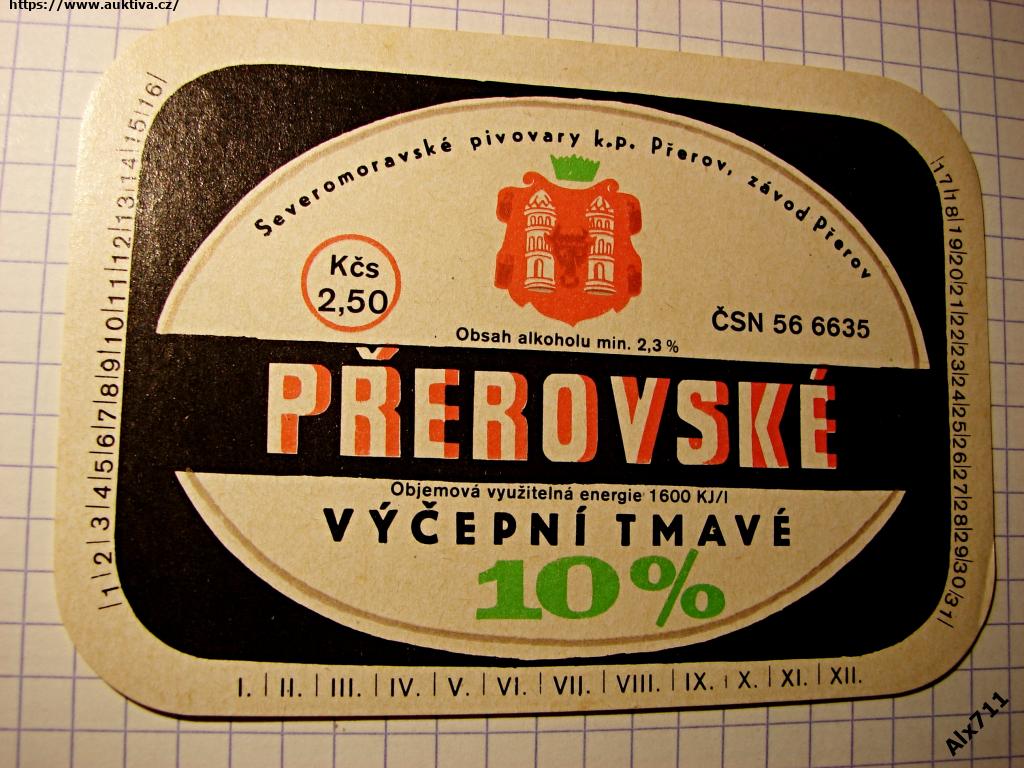 https://www.auktiva.cz/
Severomoravské pivovary k.p. Přerov, závod Přerov
Kčs
2,50
ČSN 56 6635
Obsah alkoholu min. 2,3 %
PŘEROVSKÉ
Objemová využitelná energie 1600 KJ/l
VÝČEPNÍ TMAVÉ
10%
|1|2|3|4|5|6|7|8|9|10|11|12|13|14|15|16|
|17|18|19|20|21|22|23|24|25|26|27|28|29|30|31|
I. | II. | III. | IV. | V. | VI. | VII. | VIII. | IX. | X. | XI. | XII.
Alx711